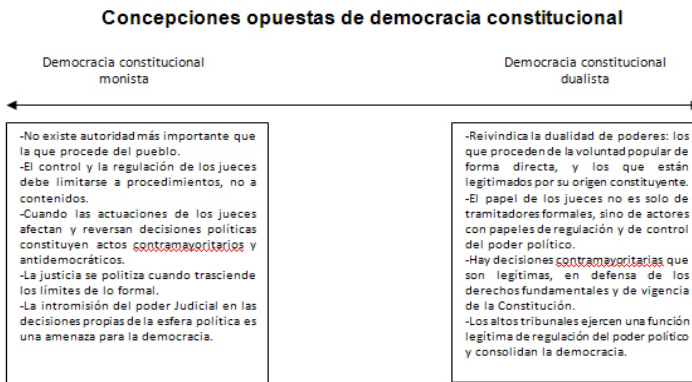 Concepciones opuestas de democracia constitucional
Democracia constitucional
monista
Democracia constitucional
dualista
-No existe autoridad más importante que
la que procede del pueblo.
-El control y la regulación de los jueces
debe limitarse a procedimientos, no a
contenidos.
-Cuando las actuaciones de los jueces
afectan y reversan decisiones políticas
constituyen actos contramayoritarios y
antidemocráticos.
-La justicia se politiza cuando trasciende
los límites de lo formal.
-La intromisión del poder Judicial en las
decisiones propias de la esfera política es
una amenaza para la democracia.
-Reivindica la dualidad de poderes: los
que proceden de la voluntad popular de
forma directa, y los que están
legitimados por su origen constituyente.
-El papel de los jueces no es solo de
tramitadores formales, sino de actores
con papeles de regulación y de control
del poder político.
-Hay decisiones contramayoritarias que
son legítimas, en defensa de los
derechos fundamentales y de vigencia
de la Constitución.
-Los altos tribunales ejercen una función
legítima de regulación del poder político
y consolidan la democracia.